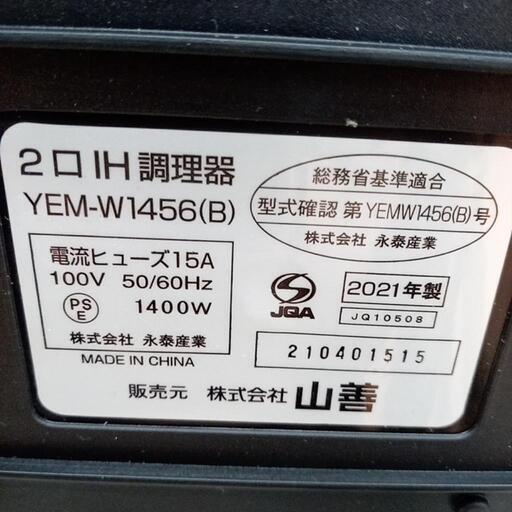 2口IH調理器
YEM-W1456(B)
総務省基準適合
型式確認 第YEMW1456(B)号
株式会社 永泰産業
電流ヒューズ15A
100V 50/60Hz
PS E 1400W
株式会社 永泰産業
MADE IN CHINA
JQA
2021年製
JQ10508
210401515
販売元 株式会社 山善